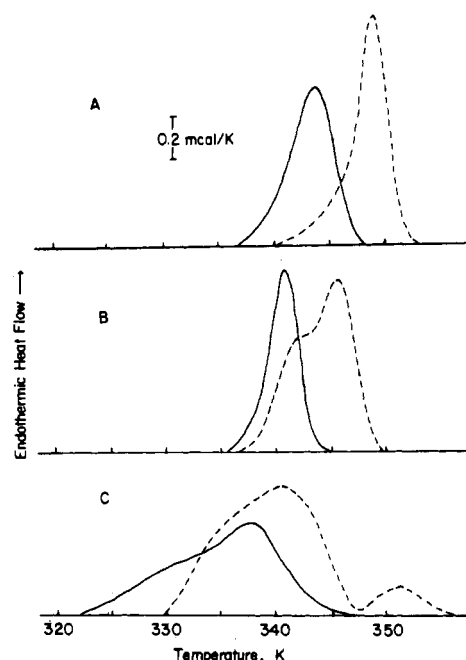 A
0.2 mcal/K
B
Endothermic Heat Flow →
C
320 330 340 350
Temperature, K